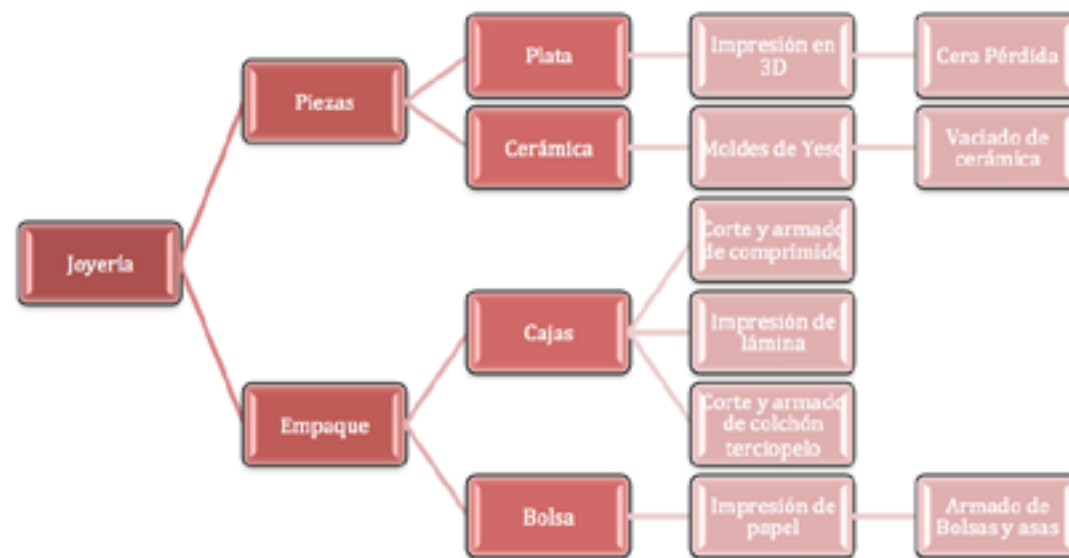 Joyería
Piezas
Plata
Impresión en
3D
Cera Pérdida
Cerámica
Moldes de Yeso
Vaciado de
cerámica
Empaque
Cajas
Corte y armado
de comprimido
Impresión de
lámina
Corte y armado
de colchón
terciopelo
Bolsa
Impresión de
papel
Armado de
Bolsas y asas